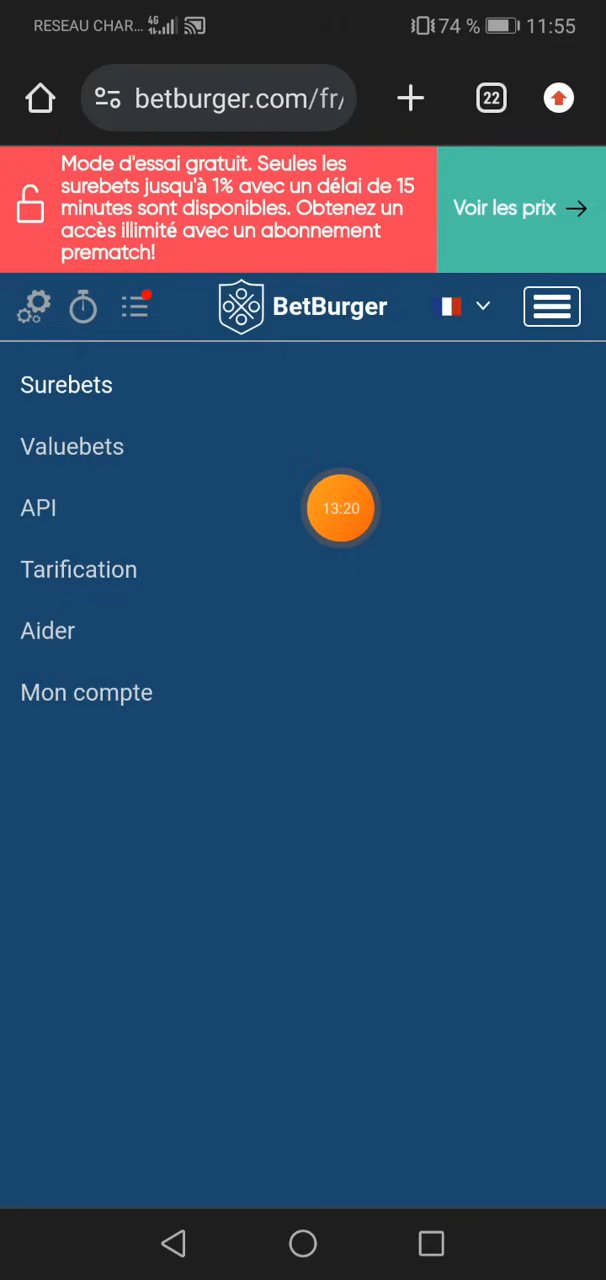 RESEAU CHAR... 4G 74 % 11:55
betburger.com/fr/ 22
Mode d'essai gratuit. Seules les
surebets jusqu'à 1% avec un délai de 15
minutes sont disponibles. Obtenez un
accès illimité avec un abonnement
prematch!
Voir les prix
BetBurger
Surebets
Valuebets
API
13:20
Tarification
Aider
Mon compte